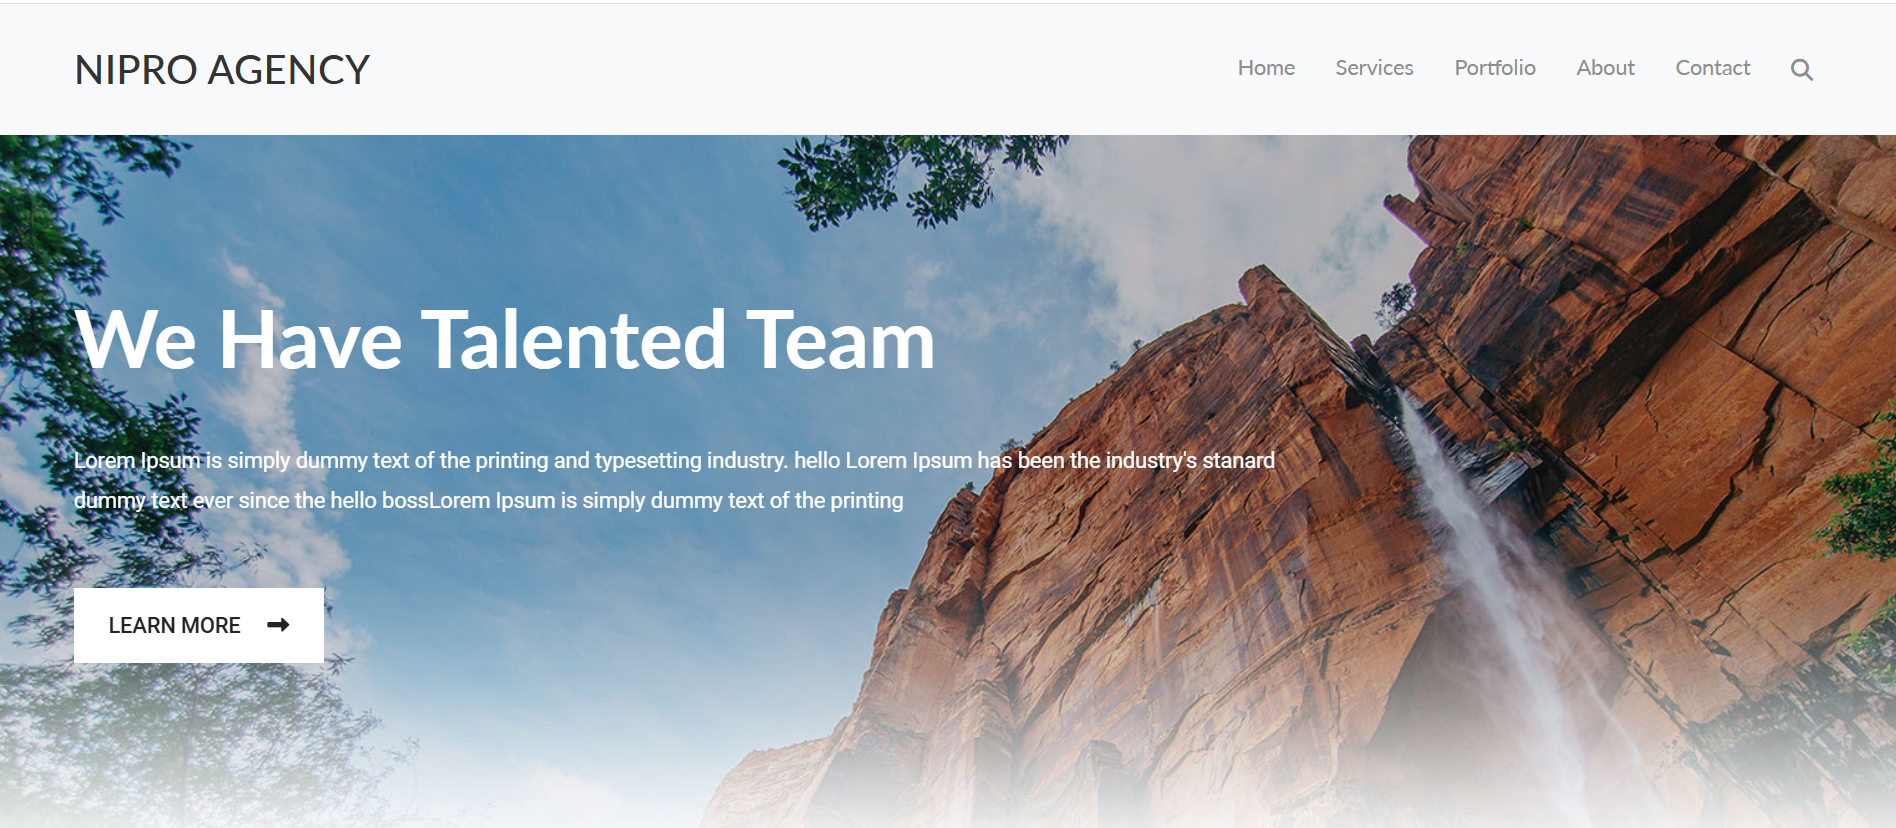 NIPRO AGENCY
Home Services Portfolio About Contact
We Have Talented Team
Lorem Ipsum is simply dummy text of the printing and typesetting industry. hello Lorem Ipsum has been the industry's stanard
dummy text ever since the hello bossLorem Ipsum is simply dummy text of the printing
LEARN MORE